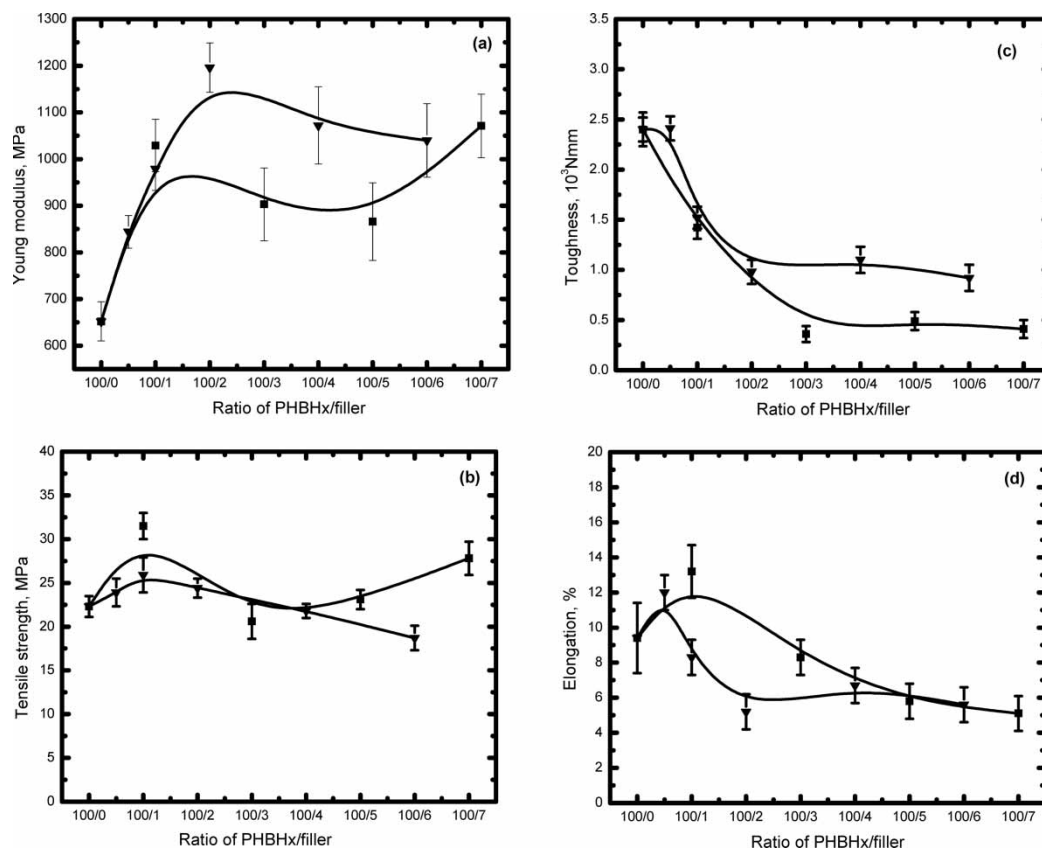 (a)
Young modulus, MPa
1300
1200
1100
1000
900
800
700
600
100/0 100/1 100/2 100/3 100/4 100/5 100/6 100/7
Ratio of PHBHx/filler
(c)
Toughness, 10³Nmm
3.5
3.0
2.5
2.0
1.5
1.0
0.5
0.0
100/0 100/1 100/2 100/3 100/4 100/5 100/6 100/7
Ratio of PHBHx/filler
(b)
Tensile strength, MPa
40
35
30
25
20
15
10
5
0
100/0 100/1 100/2 100/3 100/4 100/5 100/6 100/7
Ratio of PHBHx/filler
(d)
Elongation, %
20
18
16
14
12
10
8
6
4
2
0
100/0 100/1 100/2 100/3 100/4 100/5 100/6 100/7
Ratio of PHBHx/filler